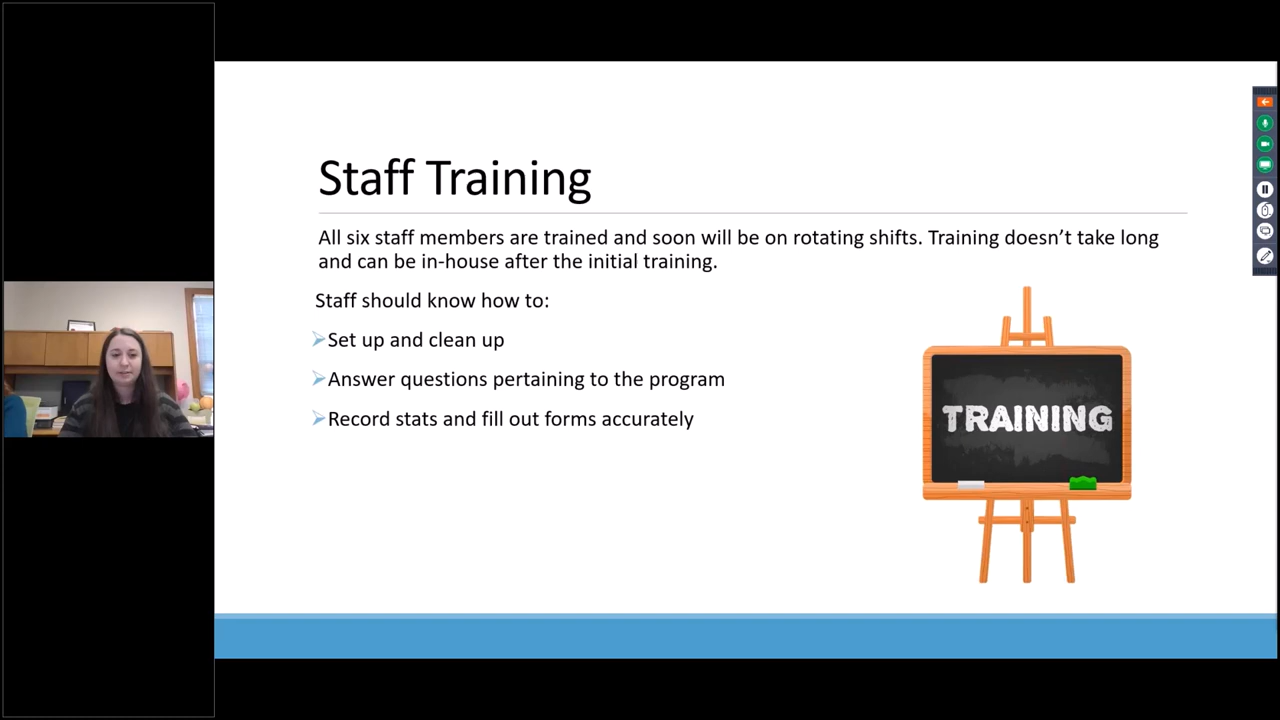 Staff Training
All six staff members are trained and soon will be on rotating shifts. Training doesn’t take long
and can be in-house after the initial training.
Staff should know how to:
Set up and clean up
Answer questions pertaining to the program
Record stats and fill out forms accurately
TRAINING